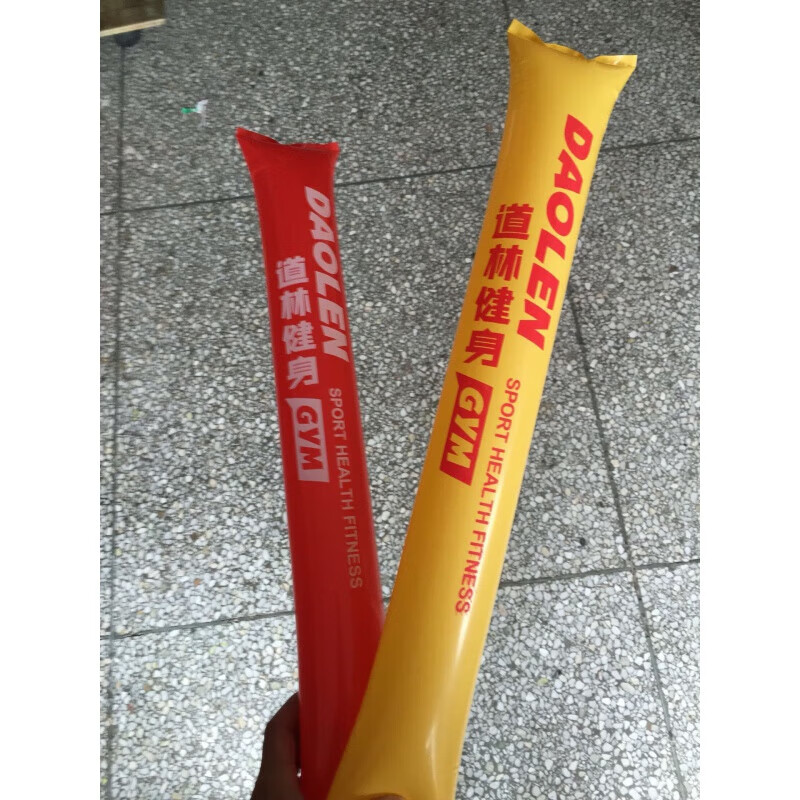 DAOLEN
道林健身
GYM
SPORT HEALTH FITNESS
DAOLEN
道林健身
GYM
SPORT HEALTH FITNESS